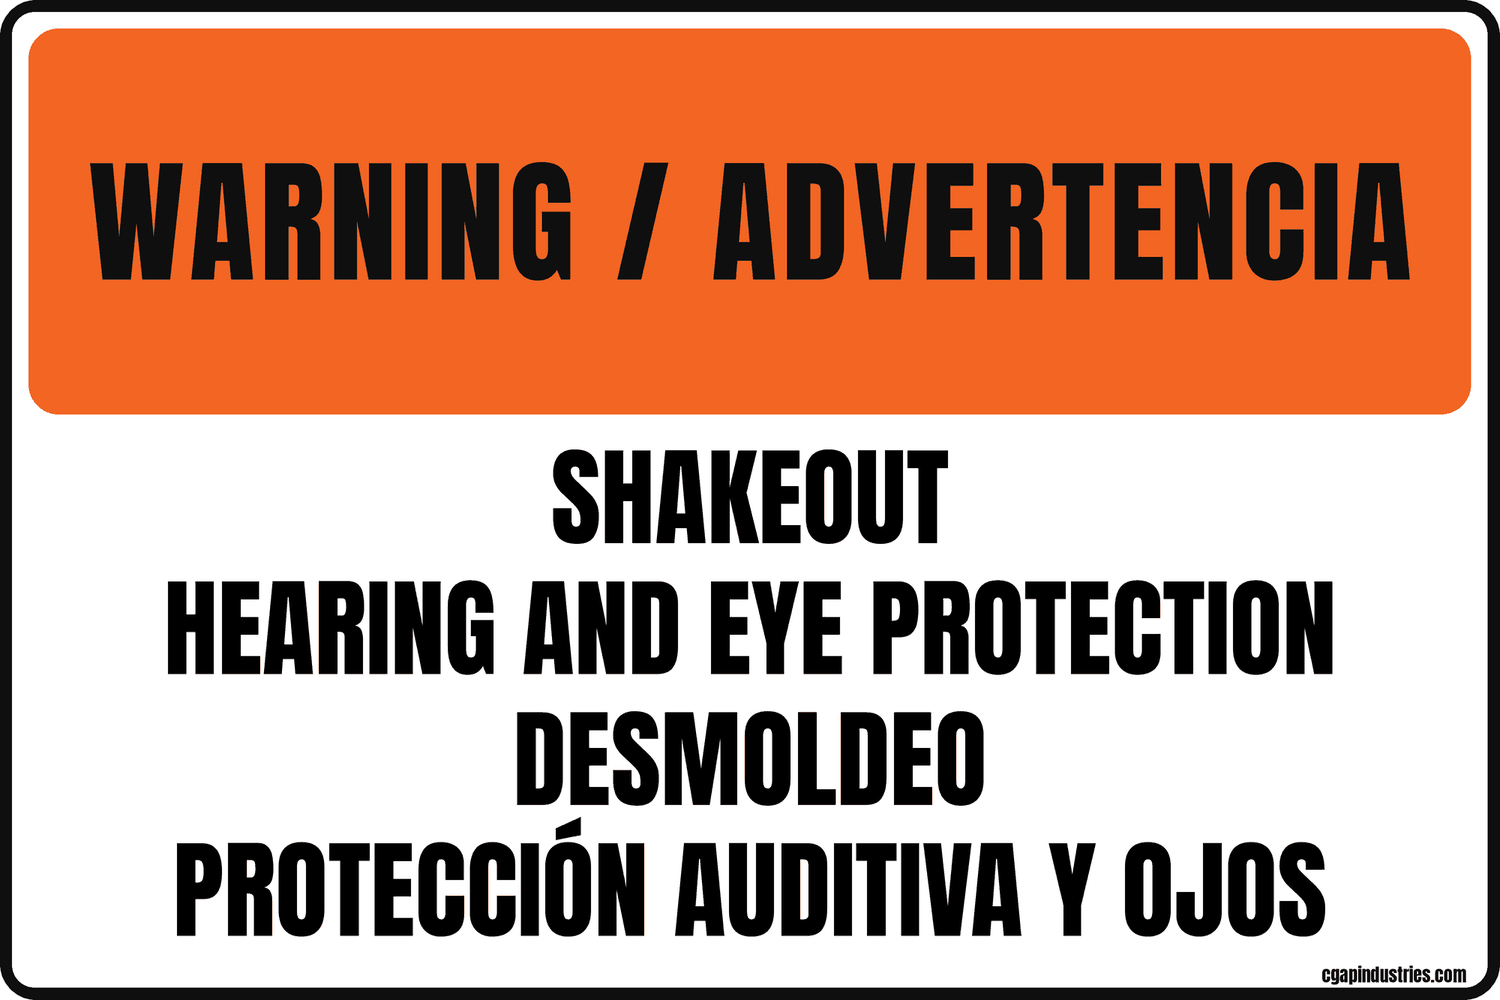 WARNING / ADVERTENCIA
SHAKEOUT
HEARING AND EYE PROTECTION
DESMOLDEO
PROTECCIÓN AUDITIVA Y OJOS
cgapindustries.com